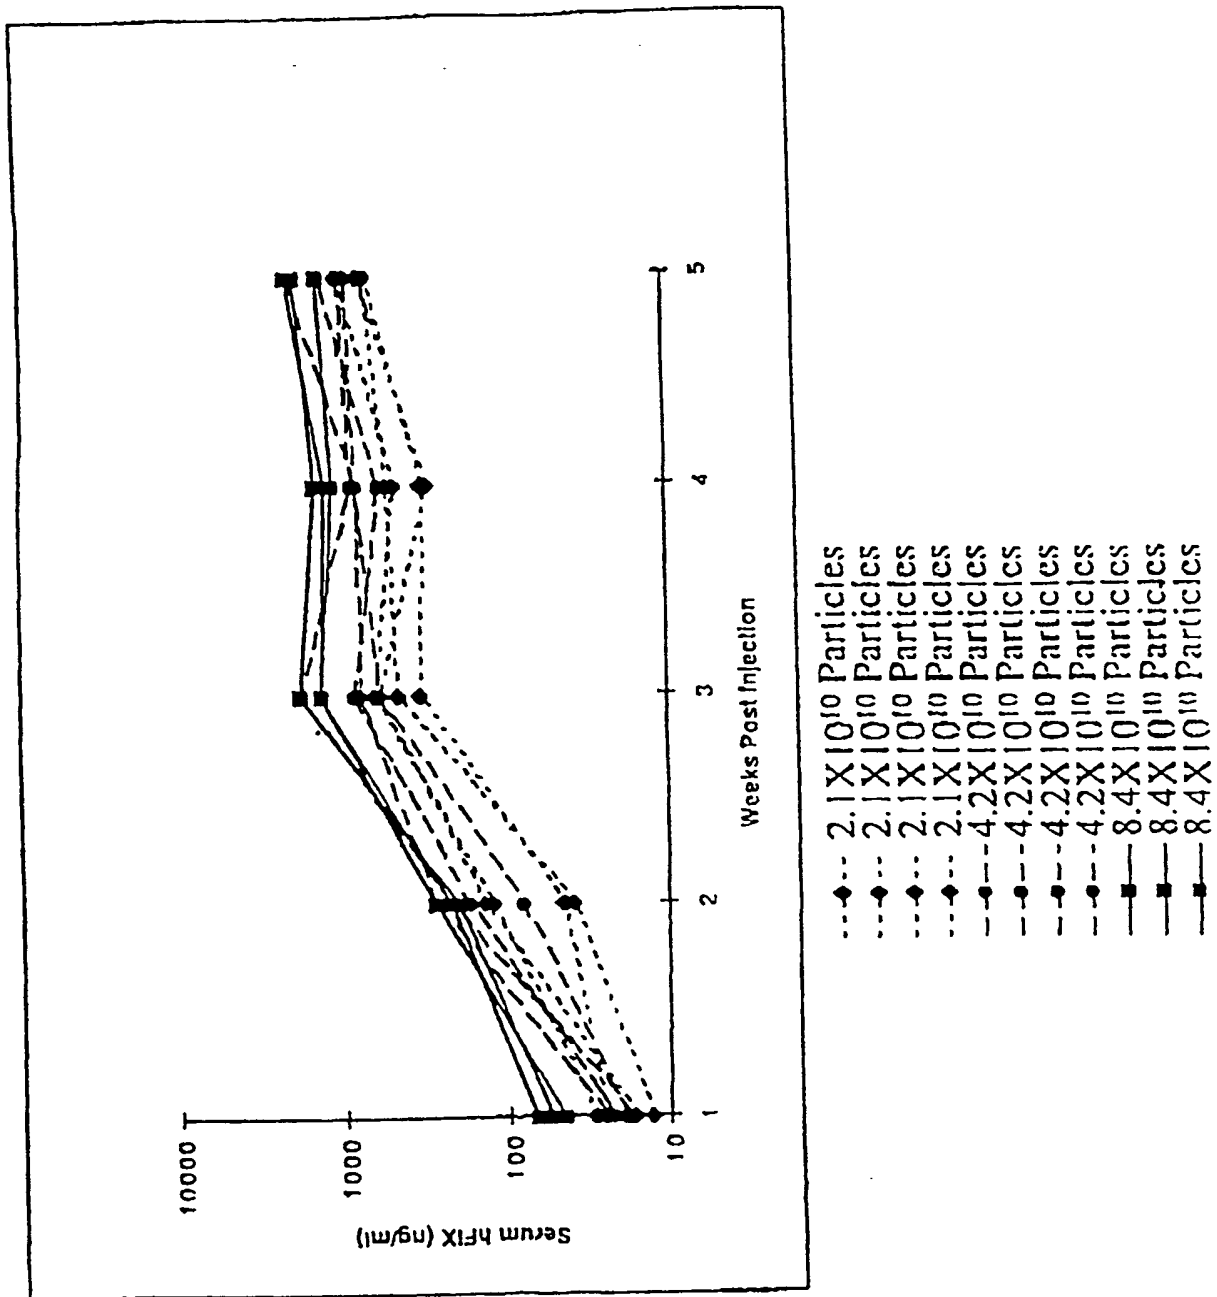 10000
1000
100
10
Serum hFIX (ng/ml)
1
2
3
4
5
Weeks Post Injection
2.1X10¹⁰ Particles
2.1X10¹⁰ Particles
2.1X10¹⁰ Particles
2.1X10¹⁰ Particles
4.2X10¹⁰ Particles
4.2X10¹⁰ Particles
4.2X10¹⁰ Particles
4.2X10¹⁰ Particles
8.4X10¹⁰ Particles
8.4X10¹⁰ Particles
8.4X10¹⁰ Particles